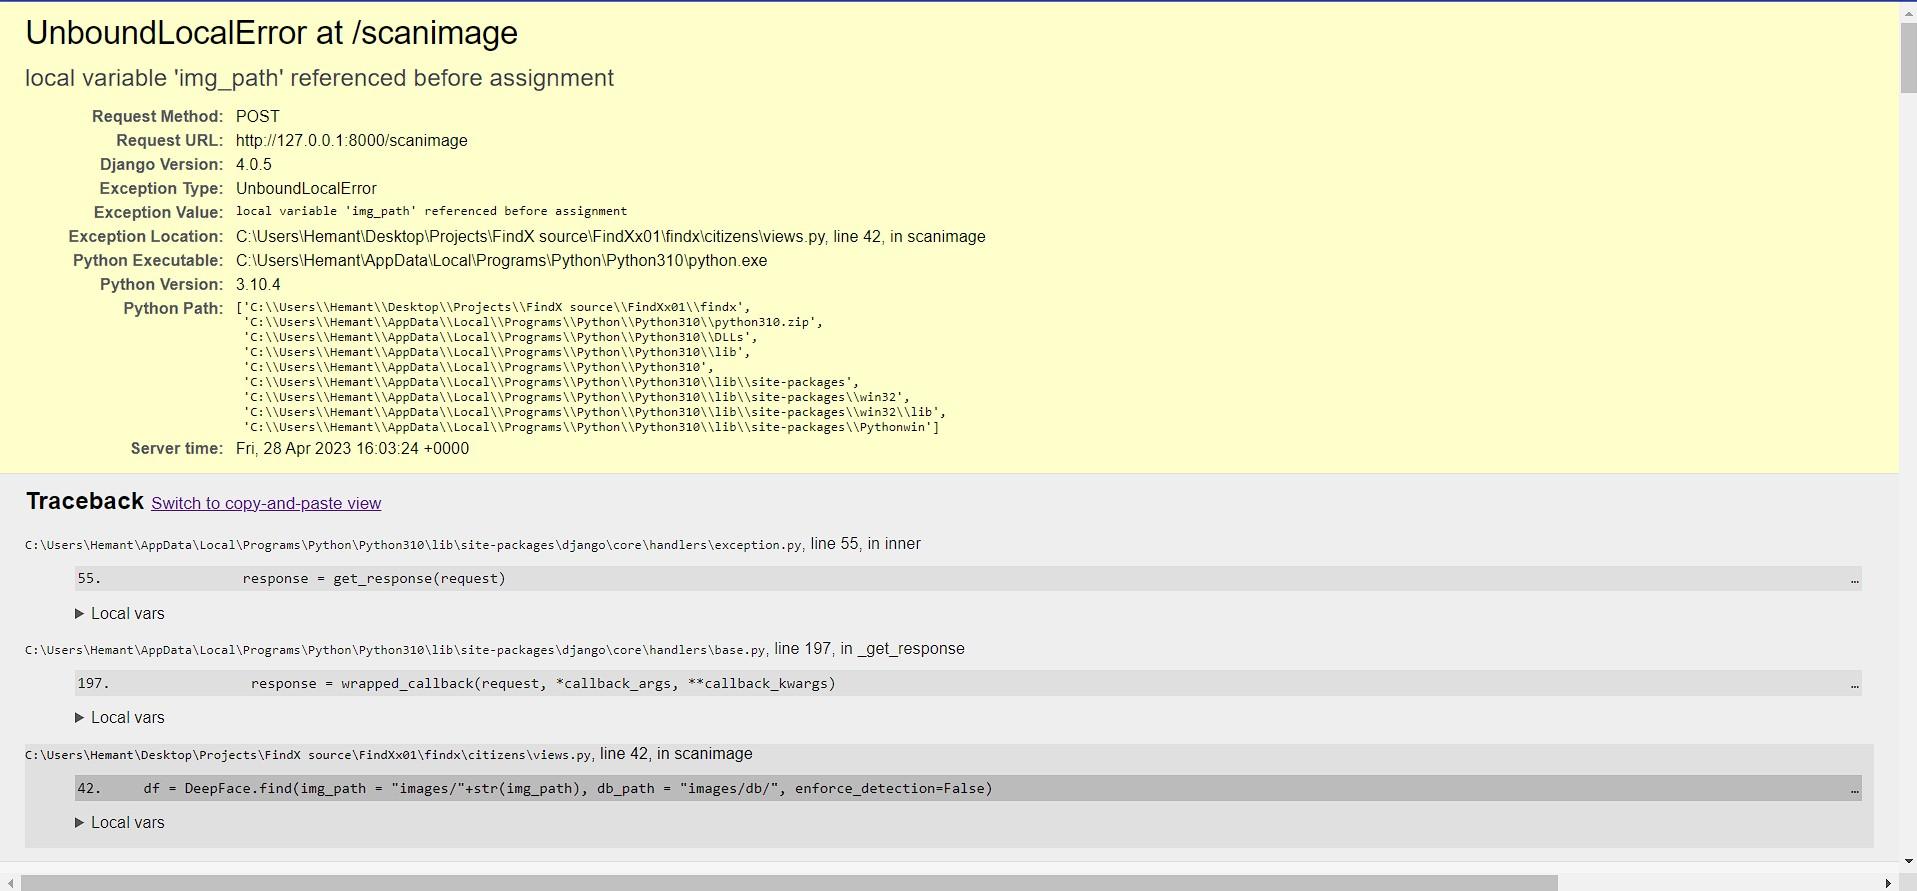 UnboundLocalError at /scanimage
local variable 'img_path' referenced before assignment
Request Method: POST
Request URL: http://127.0.0.1:8000/scanimage
Django Version: 4.0.5
Exception Type: UnboundLocalError
Exception Value: local variable 'img_path' referenced before assignment
Exception Location: C:\Users\Hemant\Desktop\Projects\FindX source\FindXx01\findx\citizens\views.py, line 42, in scanimage
Python Executable: C:\Users\Hemant\AppData\Local\Programs\Python\Python310\python.exe
Python Version: 3.10.4
Python Path: ['C:\\Users\\Hemant\\Desktop\\Projects\\FindX source\\FindXx01\\findx',
'C:\\Users\\Hemant\\AppData\\Local\\Programs\\Python\\Python310\\python310.zip',
'C:\\Users\\Hemant\\AppData\\Local\\Programs\\Python\\Python310\\DLLs',
'C:\\Users\\Hemant\\AppData\\Local\\Programs\\Python\\Python310\\lib',
'C:\\Users\\Hemant\\AppData\\Local\\Programs\\Python\\Python310',
'C:\\Users\\Hemant\\AppData\\Local\\Programs\\Python\\Python310\\lib\\site-packages',
'C:\\Users\\Hemant\\AppData\\Local\\Programs\\Python\\Python310\\lib\\site-packages\\win32',
'C:\\Users\\Hemant\\AppData\\Local\\Programs\\Python\\Python310\\lib\\site-packages\\win32\\lib',
'C:\\Users\\Hemant\\AppData\\Local\\Programs\\Python\\Python310\\lib\\site-packages\\Pythonwin']
Server time: Fri, 28 Apr 2023 16:03:24 +0000
Traceback Switch to copy-and-paste view
C:\Users\Hemant\AppData\Local\Programs\Python\Python310\lib\site-packages\django\core\handlers\exception.py, line 55, in inner
55. response = get_response(request) …
▶ Local vars
C:\Users\Hemant\AppData\Local\Programs\Python\Python310\lib\site-packages\django\core\handlers\base.py, line 197, in _get_response
197. response = wrapped_callback(request, *callback_args, **callback_kwargs) …
▶ Local vars
C:\Users\Hemant\Desktop\Projects\FindX source\FindXx01\findx\citizens\views.py, line 42, in scanimage
42. df = DeepFace.find(img_path = "images/"+str(img_path), db_path = "images/db/", enforce_detection=False) …
▶ Local vars